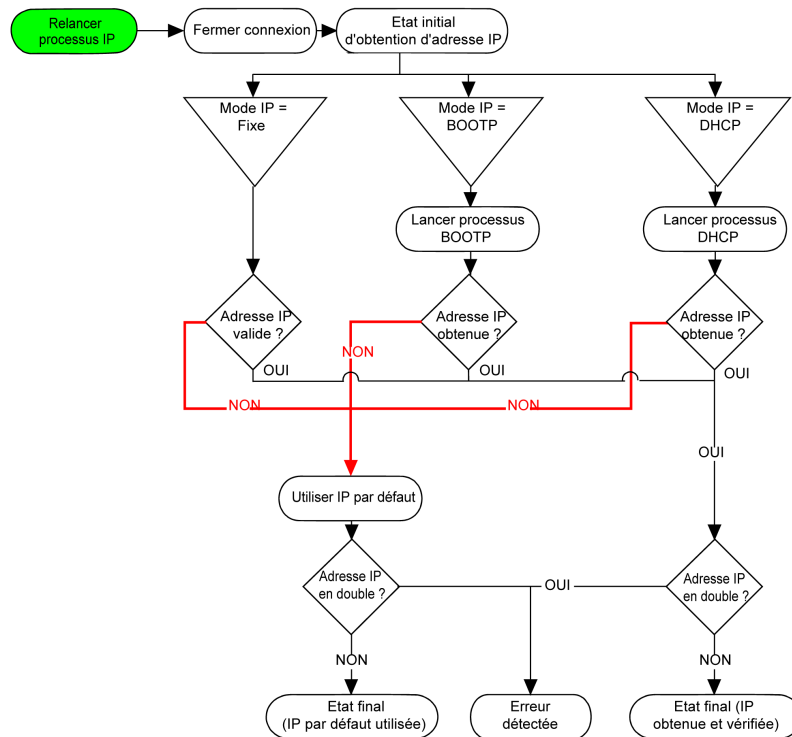 Relancer
processus IP
Fermer connexion
Etat initial
d'obtention d'adresse IP
Mode IP =
Fixe
Mode IP =
BOOTP
Mode IP =
DHCP
Lancer processus
BOOTP
Lancer processus
DHCP
Adresse IP
valide ?
Adresse IP
obtenue ?
Adresse IP
obtenue ?
NON
OUI
OUI
OUI
NON
NON
OUI
Utiliser IP par défaut
Adresse IP
en double ?
OUI
Adresse IP
en double ?
NON
NON
Etat final
(IP par défaut utilisée)
Erreur
détectée
Etat final (IP
obtenue et vérifiée)